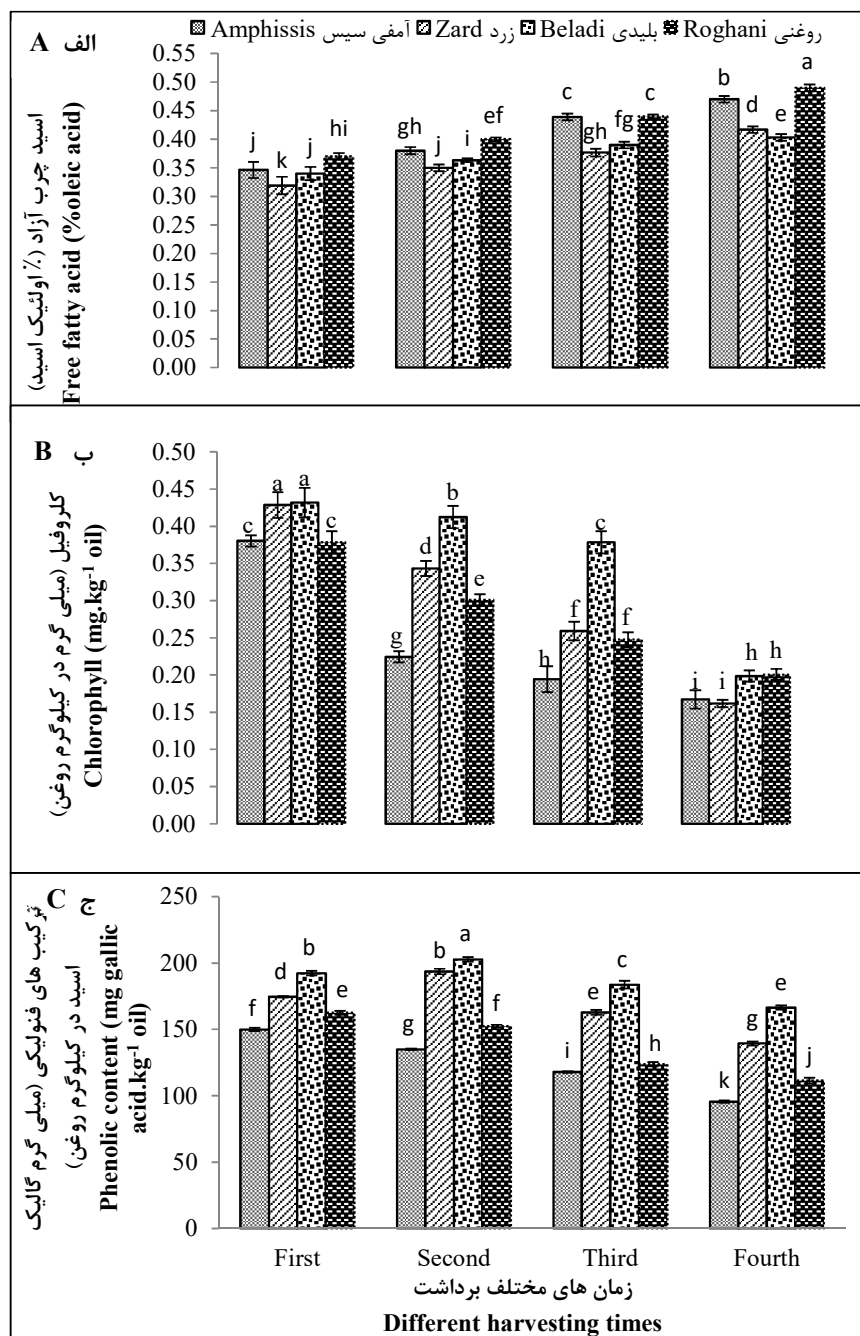 Amphissis آمفی سیس Zard زرد Beladi بلیدی Roghani روغنی
A الف
اسید چرب آزاد (٪اولئیک اسید)
Free fatty acid (%oleic acid)
0.55
0.50
0.45
0.40
0.35
0.30
0.25
0.20
0.15
0.10
0.05
0.00
j k j hi
gh j i ef
c gh fg c
b d e a
B ب
کلروفیل (میلی گرم در کیلوگرم روغن)
Chlorophyll (mg.kg-1 oil)
0.50
0.45
0.40
0.35
0.30
0.25
0.20
0.15
0.10
0.05
0.00
c a a c
g d b e
h f c f
i i h h
C ج
ترکیب های فنولیکی (میلی گرم گالیک
اسید در کیلوگرم روغن)
Phenolic content (mg gallic
acid.kg-1 oil)
250
200
150
100
50
0
f d b e
g b a f
i e c h
k g e j
First Second Third Fourth
زمان های مختلف برداشت
Different harvesting times